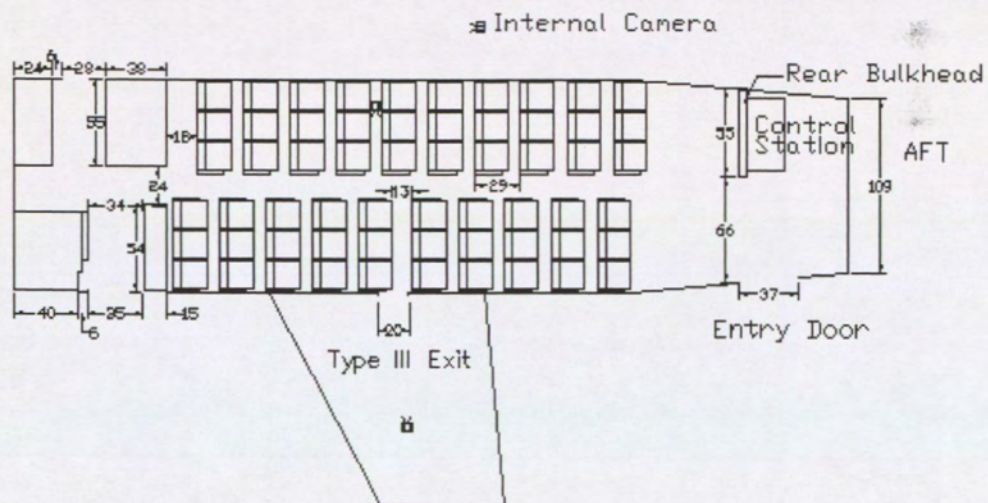 Internal Camera
6
24
28
38
Rear Bulkhead
55
Control
Station
55
AFT
18
109
24
13
29
34
54
66
40
35
15
37
6
20
Entry Door
Type III Exit